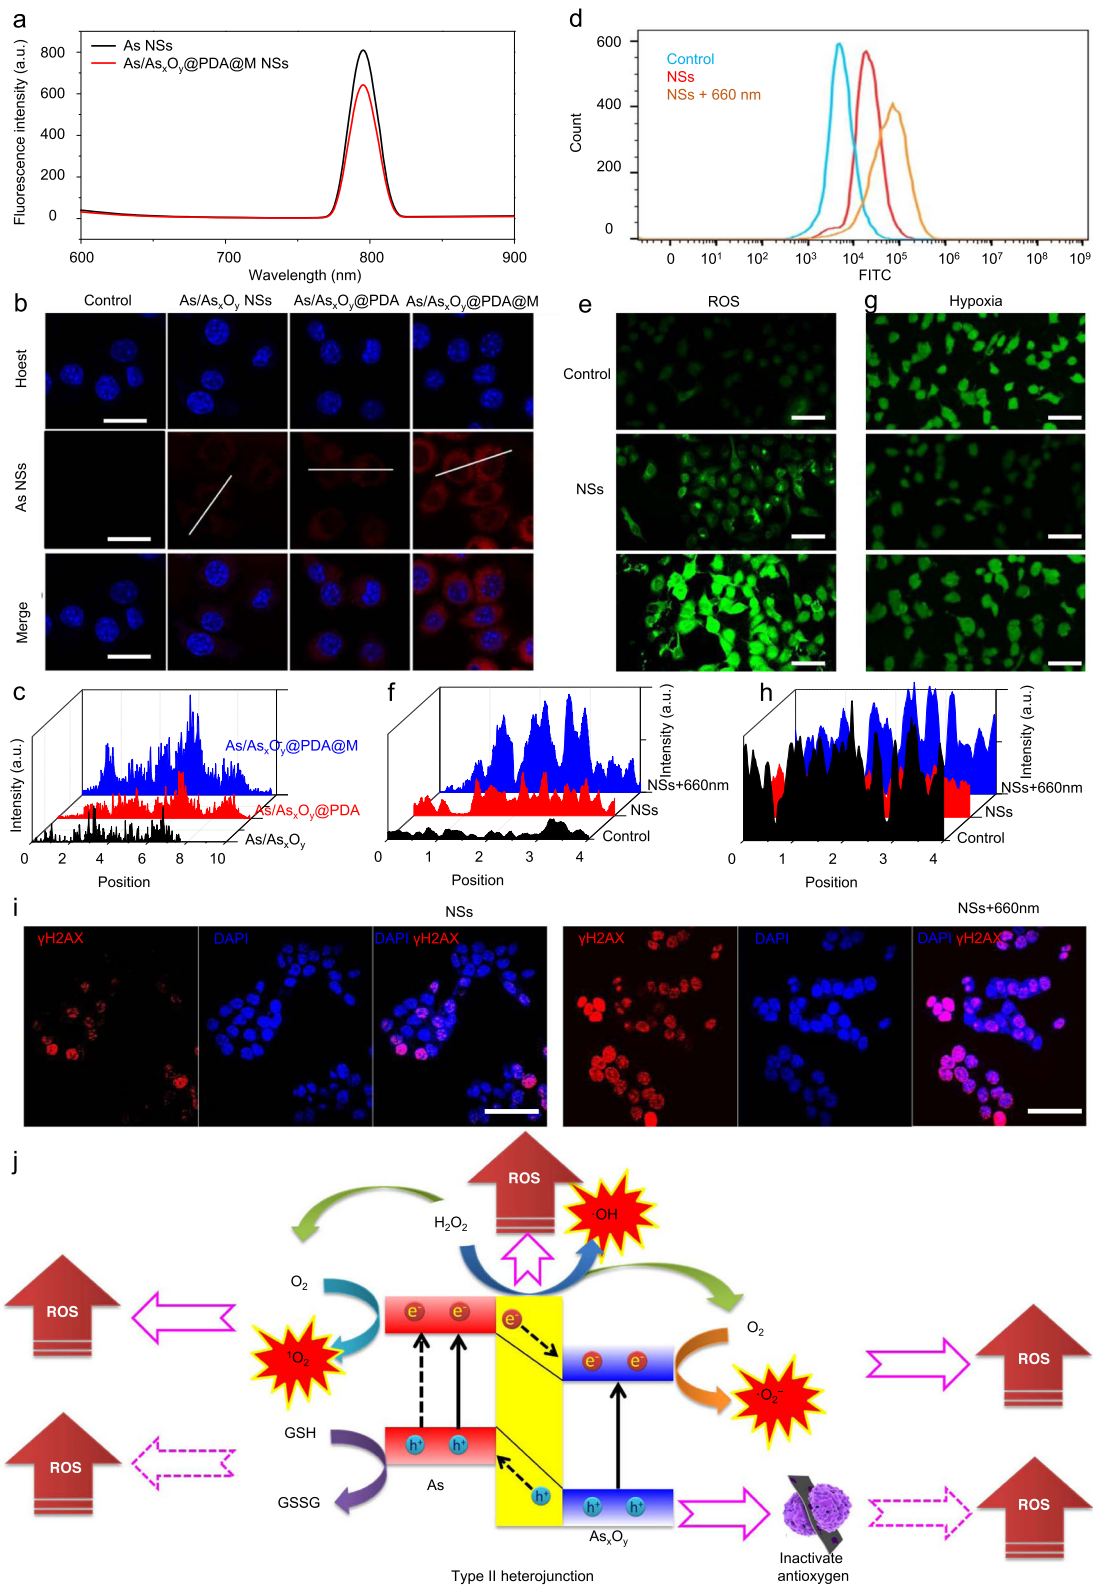 a
As NSs
As/AsxOy@PDA@M NSs
Fluorescence intensity (a.u.)
800
600
400
200
0
600
700
800
900
Wavelength (nm)
d
Control
NSs
NSs + 660 nm
Count
600
400
200
0
0 10¹ 10² 10³ 10⁴ 10⁵ 10⁶ 10⁷ 10⁸ 10⁹
FITC
b
Control
As/AsxOy NSs
As/AsxOy@PDA
As/AsxOy@PDA@M
Hoest
As NSs
Merge
e
ROS
g
Hypoxia
Control
NSs
c
Intensity (a.u.)
As/AsxOy@PDA@M
As/AsxOy@PDA
As/AsxOy
0 2 4 6 8 10
Position
f
Intensity (a.u.)
NSs+660nm
NSs
Control
0 1 2 3 4
Position
h
Intensity (a.u.)
NSs+660nm
NSs
Control
0 1 2 3 4
Position
i
NSs
NSs+660nm
γH2AX
DAPI
DAPI γH2AX
γH2AX
DAPI
DAPI γH2AX
j
ROS
·OH
H₂O₂
O₂
ROS
¹O₂
e⁻ e⁻
e⁻
e⁻ e⁻
O₂
·O₂⁻
ROS
GSH
GSSG
ROS
h⁺ h⁺
As
h⁺
h⁺ h⁺
AsxOy
Inactivate
antioxygen
ROS
Type II heterojunction